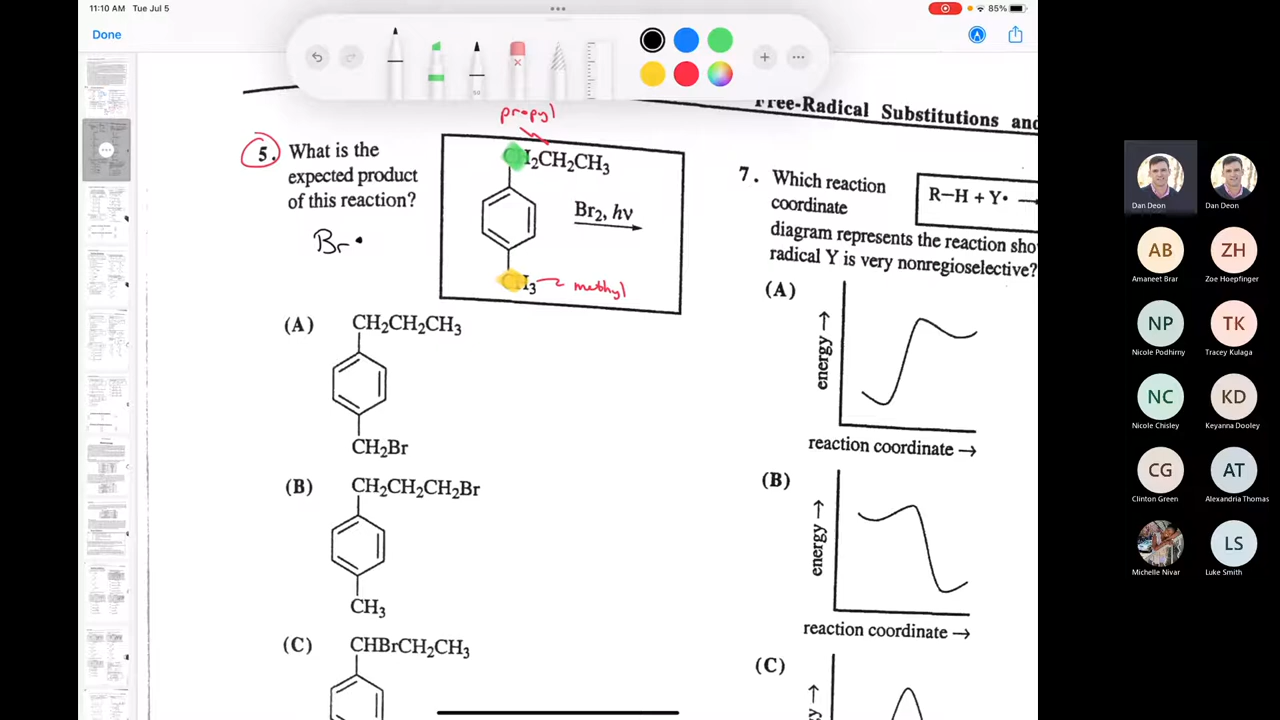 11:10 AM Tue Jul 5
85%
Done
Free-Radical Substitutions and
propyl
5. What is the
expected product
of this reaction?
Br•
CH₂CH₂CH₃
Br₂, hν
CH₃
methyl
(A) CH₂CH₂CH₃
CH₂Br
(B) CH₂CH₂CH₂Br
CH₃
(C) CHBrCH₂CH₃
7. Which reaction
coordinate
diagram represents the reaction sho
radical Y is very nonregioselective?
R–H + Y• →
(A)
energy →
reaction coordinate →
(B)
energy →
reaction coordinate →
(C)
Dan Deon
Dan Deon
AB
Amaneet Brar
ZH
Zoe Hoepfinger
NP
Nicole Podhirny
TK
Tracey Kulaga
NC
Nicole Chisley
KD
Keyanna Dooley
CG
Clinton Green
AT
Alexandria Thomas
Michelle Nivar
LS
Luke Smith